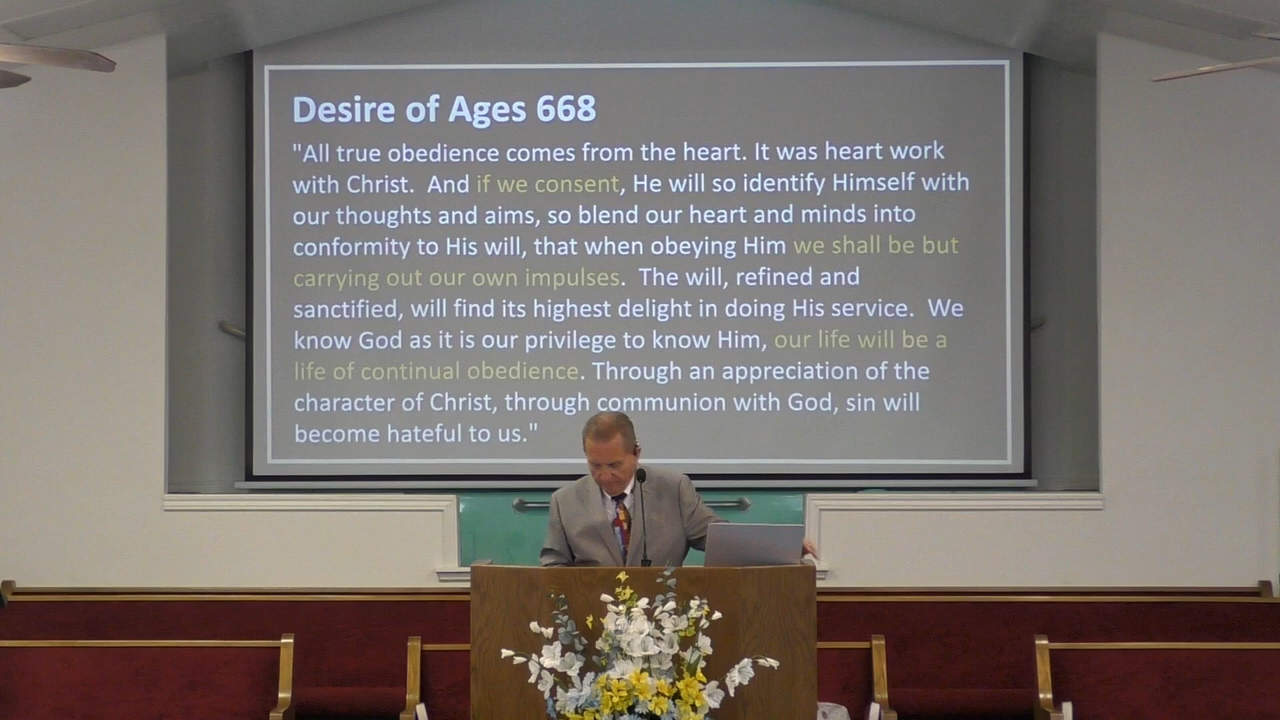 Desire of Ages 668
"All true obedience comes from the heart. It was heart work
with Christ.  And if we consent, He will so identify Himself with
our thoughts and aims, so blend our heart and minds into
conformity to His will, that when obeying Him we shall be but
carrying out our own impulses.  The will, refined and
sanctified, will find its highest delight in doing His service.  We
know God as it is our privilege to know Him, our life will be a
life of continual obedience. Through an appreciation of the
character of Christ, through communion with God, sin will
become hateful to us."